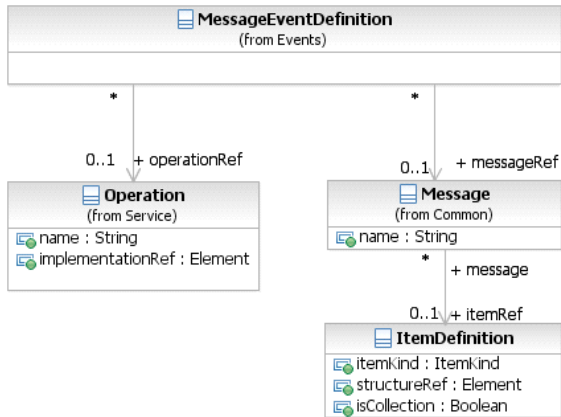 MessageEventDefinition
(from Events)
* *
0..1 + operationRef
0..1 + messageRef
Operation
(from Service)
name : String
implementationRef : Element
Message
(from Common)
name : String
* + message
0..1 + itemRef
ItemDefinition
itemKind : ItemKind
structureRef : Element
isCollection : Boolean